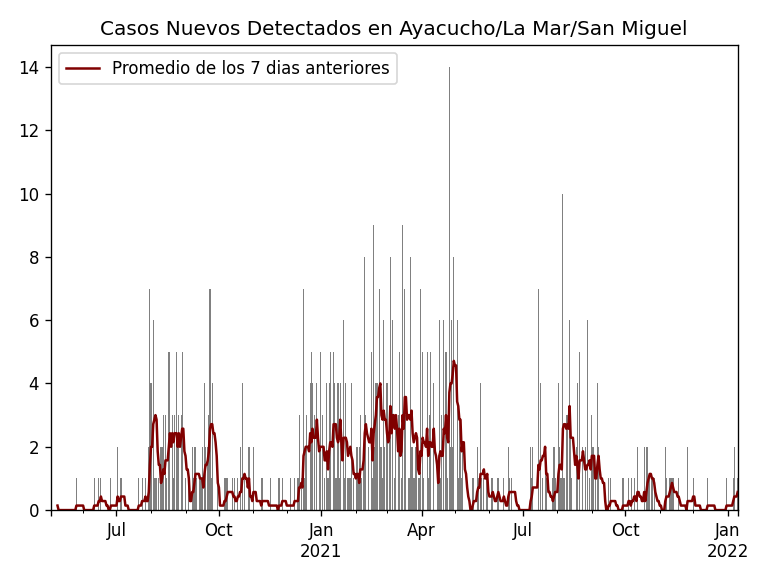 Casos Nuevos Detectados en Ayacucho/La Mar/San Miguel
Promedio de los 7 dias anteriores
14
12
10
8
6
4
2
0
Jul
Oct
Jan
2021
Apr
Jul
Oct
Jan
2022